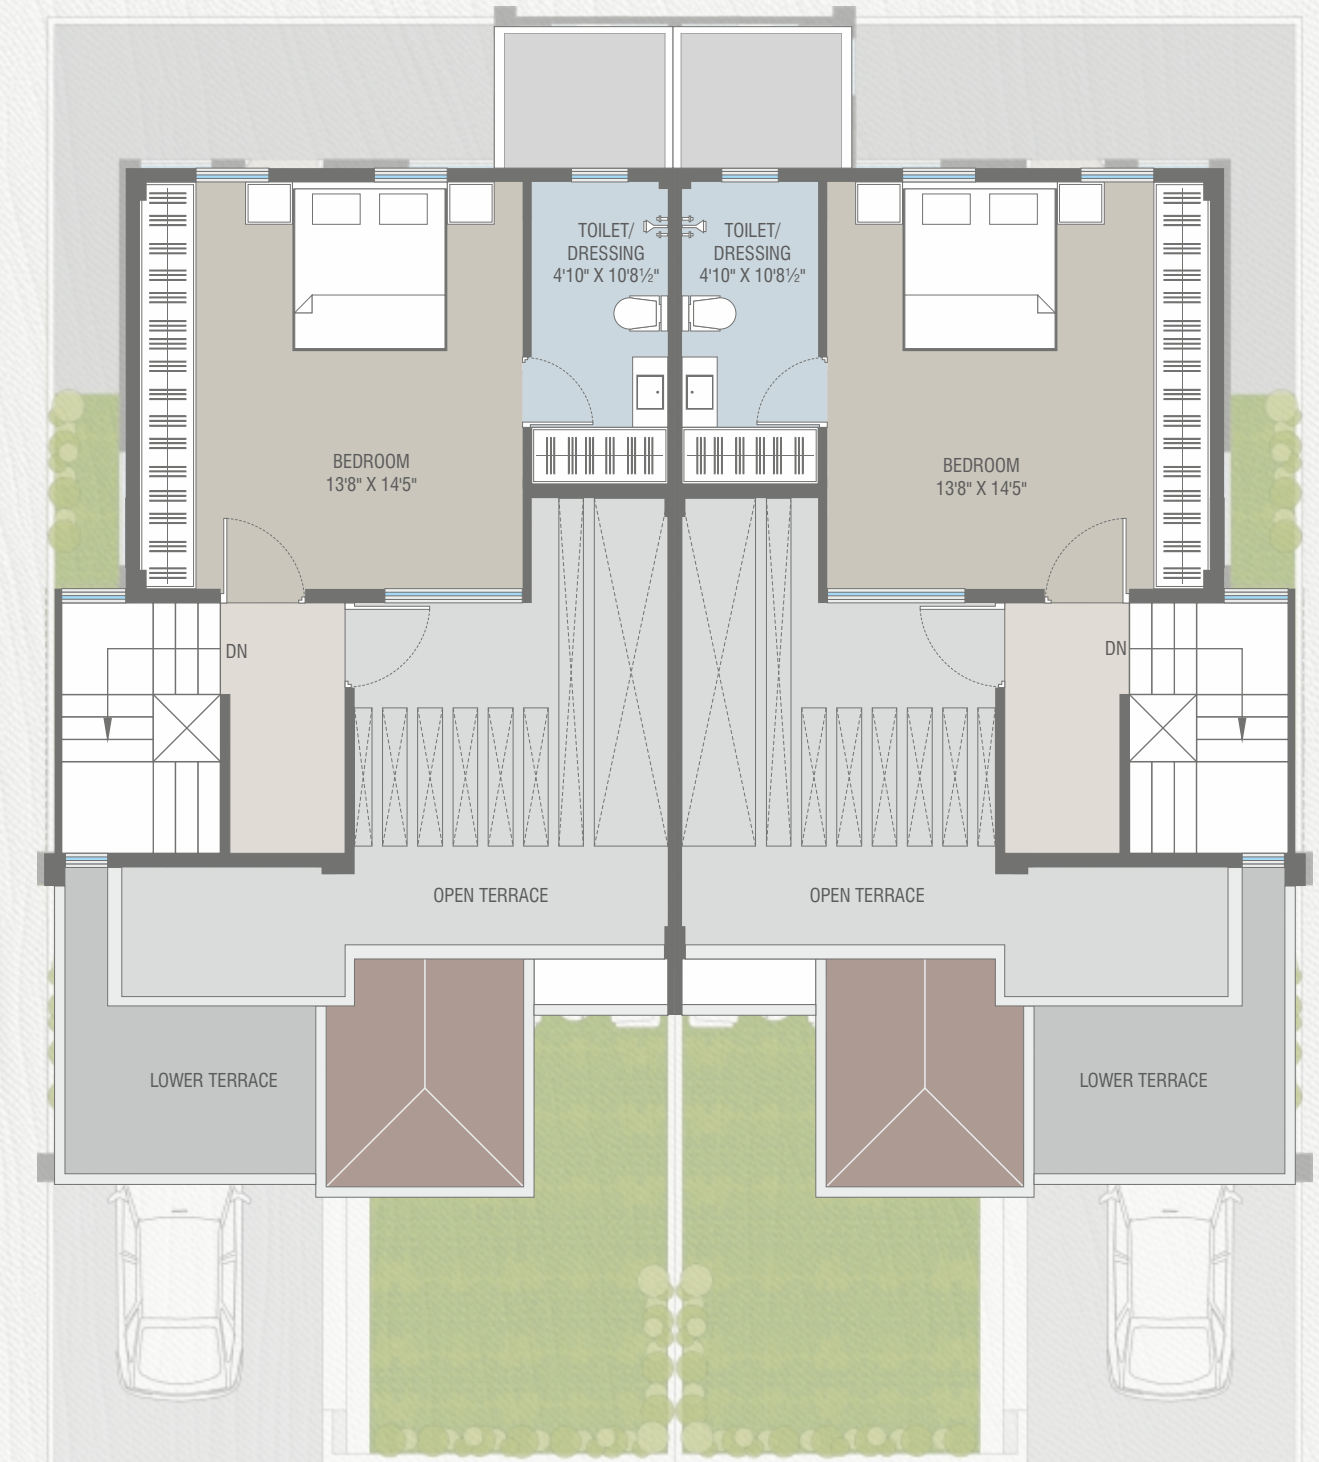 TOILET/
DRESSING
4'10" X 10'8½"
TOILET/
DRESSING
4'10" X 10'8½"
BEDROOM
13'8" X 14'5"
BEDROOM
13'8" X 14'5"
DN
DN
OPEN TERRACE
OPEN TERRACE
LOWER TERRACE
LOWER TERRACE